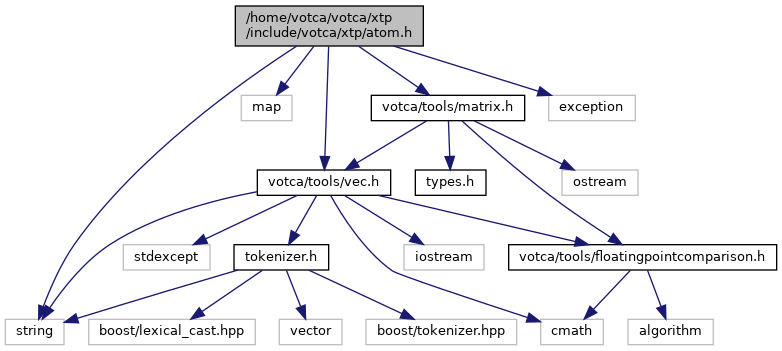 /home/votca/votca/xtp
/include/votca/xtp/atom.h
map
votca/tools/matrix.h
exception
votca/tools/vec.h
types.h
ostream
stdexcept
tokenizer.h
iostream
votca/tools/floatingpointcomparison.h
string
boost/lexical_cast.hpp
vector
boost/tokenizer.hpp
cmath
algorithm